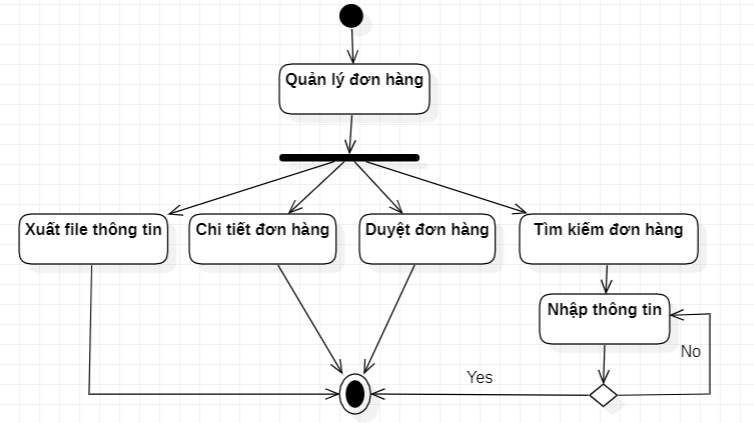 Quản lý đơn hàng
Xuất file thông tin
Chi tiết đơn hàng
Duyệt đơn hàng
Tìm kiếm đơn hàng
Nhập thông tin
No
Yes